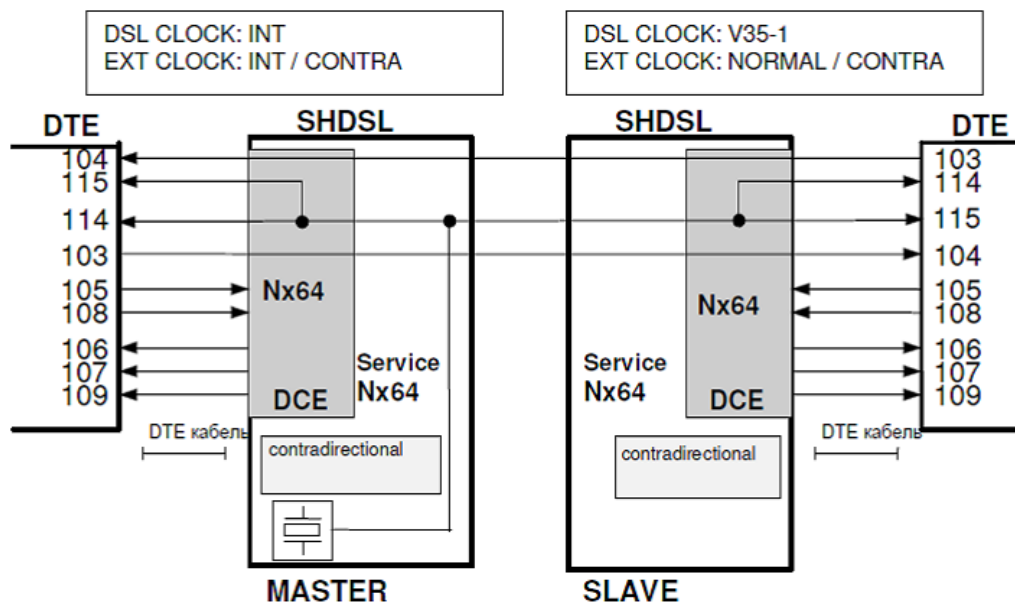 DSL CLOCK: INT
EXT CLOCK: INT / CONTRA
DSL CLOCK: V35-1
EXT CLOCK: NORMAL / CONTRA
DTE
SHDSL
SHDSL
DTE
104
115
114
103
105
108
106
107
109
Nx64
DCE
Service
Nx64
contradirectional
DTE кабель
MASTER
Service
Nx64
Nx64
DCE
contradirectional
DTE кабель
SLAVE
103
114
115
104
105
108
106
107
109